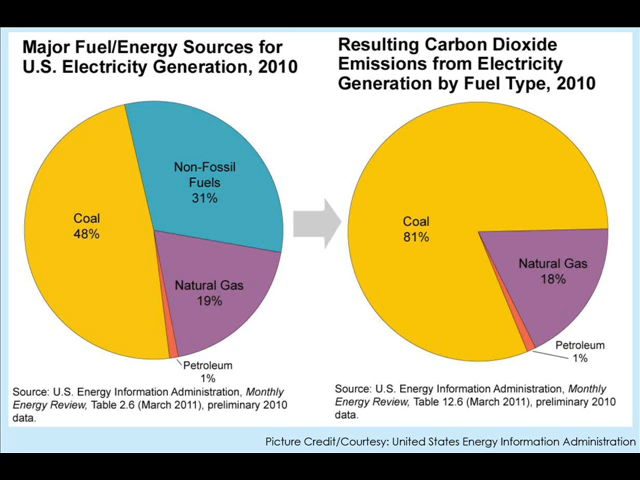 Major Fuel/Energy Sources for
U.S. Electricity Generation, 2010
Non-Fossil
Fuels
31%
Coal
48%
Natural Gas
19%
Petroleum
1%
Source: U.S. Energy Information Administration, Monthly
Energy Review, Table 2.6 (March 2011), preliminary 2010
data.
Resulting Carbon Dioxide
Emissions from Electricity
Generation by Fuel Type, 2010
Coal
81%
Natural Gas
18%
Petroleum
1%
Source: U.S. Energy Information Administration, Monthly
Energy Review, Table 12.6 (March 2011), preliminary 2010
data.
Picture Credit/Courtesy: United States Energy Information Administration